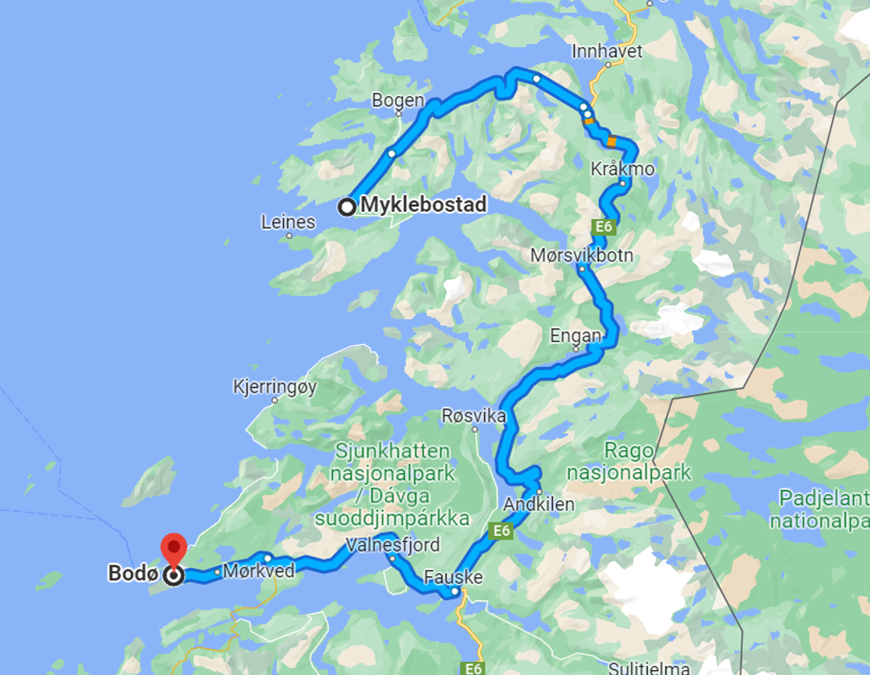 Innhavet
Bogen
Kråkmo
Myklebostad
Leines
E6
Mørsvikbotn
Engan
Kjerringøy
Røsvika
Sjunkhatten
nasjonalpark
/ Dávga
suoddjimpárkka
Rago
nasjonalpark
Padjelant
nationalpa
Andkilen
E6
Valnesfjord
Bodø
Mørkved
Fauske
E6
Sulitjelma